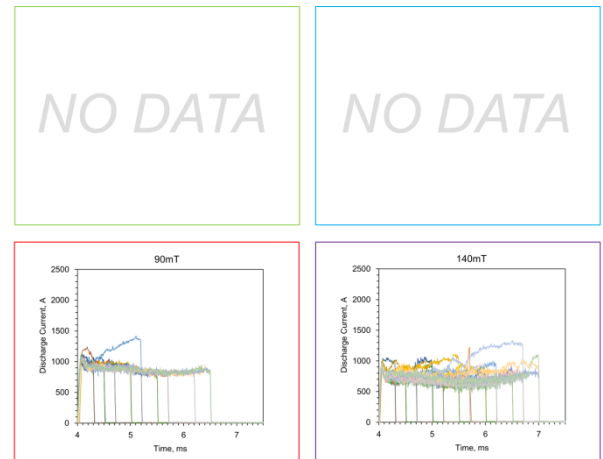 NO DATA
NO DATA
90mT
2500
2000
1500
1000
500
0
Discharge Current, A
4
5
6
7
Time, ms
140mT
2500
2000
1500
1000
500
0
Discharge Current, A
4
5
6
7
Time, ms